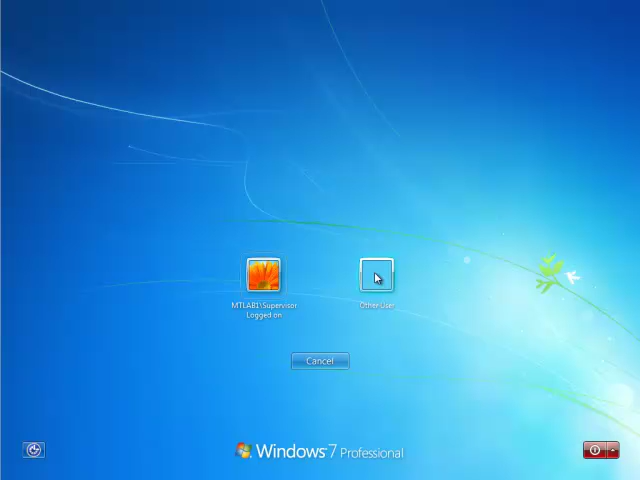 MTLAB1\Supervisor
Logged on
Other User
Cancel
Windows 7 Professional